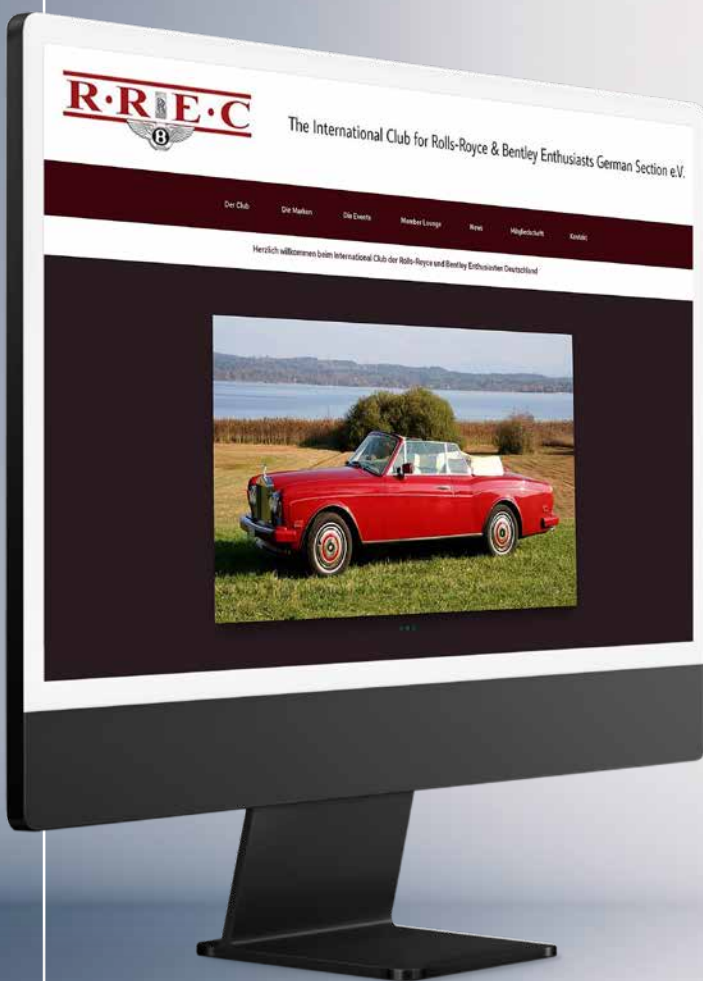 R·R·E·C
B
The International Club for Rolls-Royce & Bentley Enthusiasts German Section e.V.
Der Club Die Marken Die Events Member Lounge News Mitgliedschaft Kontakt
Herzlich willkommen beim International Club der Rolls-Royce und Bentley Enthusiasten Deutschland